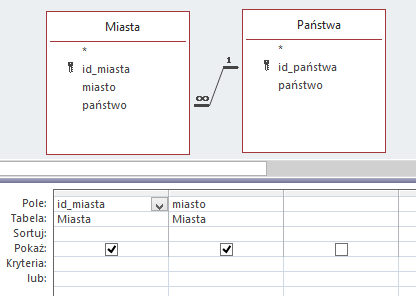 Miasta
*
id_miasta
miasto
państwo
∞
1
Państwa
*
id_państwa
państwo
Pole: id_miasta miasto
Tabela: Miasta Miasta
Sortuj:
Pokaż:
Kryteria:
lub: